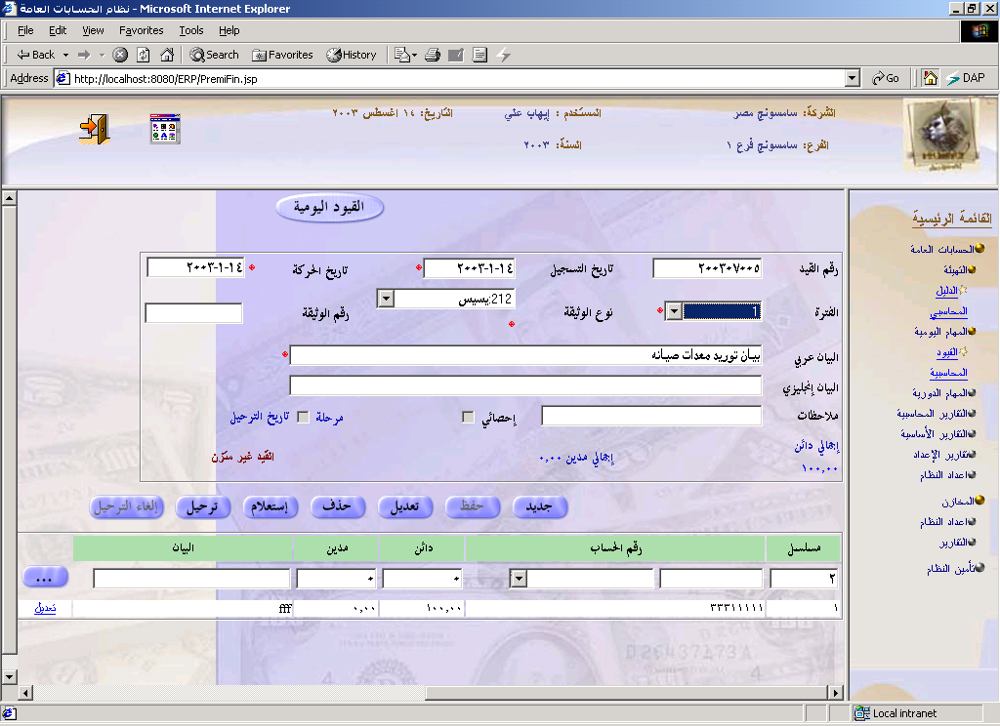 نظام الحسابات العامة - Microsoft Internet Explorer
File Edit View Favorites Tools Help
Back Search Favorites History
Address http://localhost:8080/ERP/PremiFin.jsp Go DAP
الشركة: سامسونج مصر المستخدم : إيهاب علي التاريخ: ١٤ اغسطس ٢٠٠٣
الفرع: سامسونج فرع ١ السنة: ٢٠٠٣
القائمة الرئيسية
الحسابات العامة
التهيئة
الدليل
المحاسبي
المهام اليومية
القيود
المحاسبية
المهام الدورية
التقارير المحاسبية
التقارير الأساسية
تقارير الإعداد
اعداد النظام
المخازن
اعداد النظام
التقارير
تأمين النظام
القيود اليومية
رقم القيد ٢٠٠٣٠٧٠٠٥ تاريخ التسجيل ١٤-١-٢٠٠٣ * تاريخ الحركة ١٤-١-٢٠٠٣ *
الفترة 1 * نوع الوثيقة 212:يسيس * رقم الوثيقة
البيان عربي بيان توريد معدات صيانه *
البيان إنجليزي
ملاحظات إحصائي مرحلة تاريخ الترحيل
إجمالي دائن ١٠٠,٠٠ إجمالي مدين ٠,٠٠ القيد غير متزن
جديد حفظ تعديل حذف إستعلام ترحيل إلغاء الترحيل
مسلسل رقم الحساب دائن مدين البيان
٢ ٠ ٠ ...
١ ٣٣٣١١١١١ ١٠٠,٠٠ ٠,٠٠ fff تعديل
Local intranet